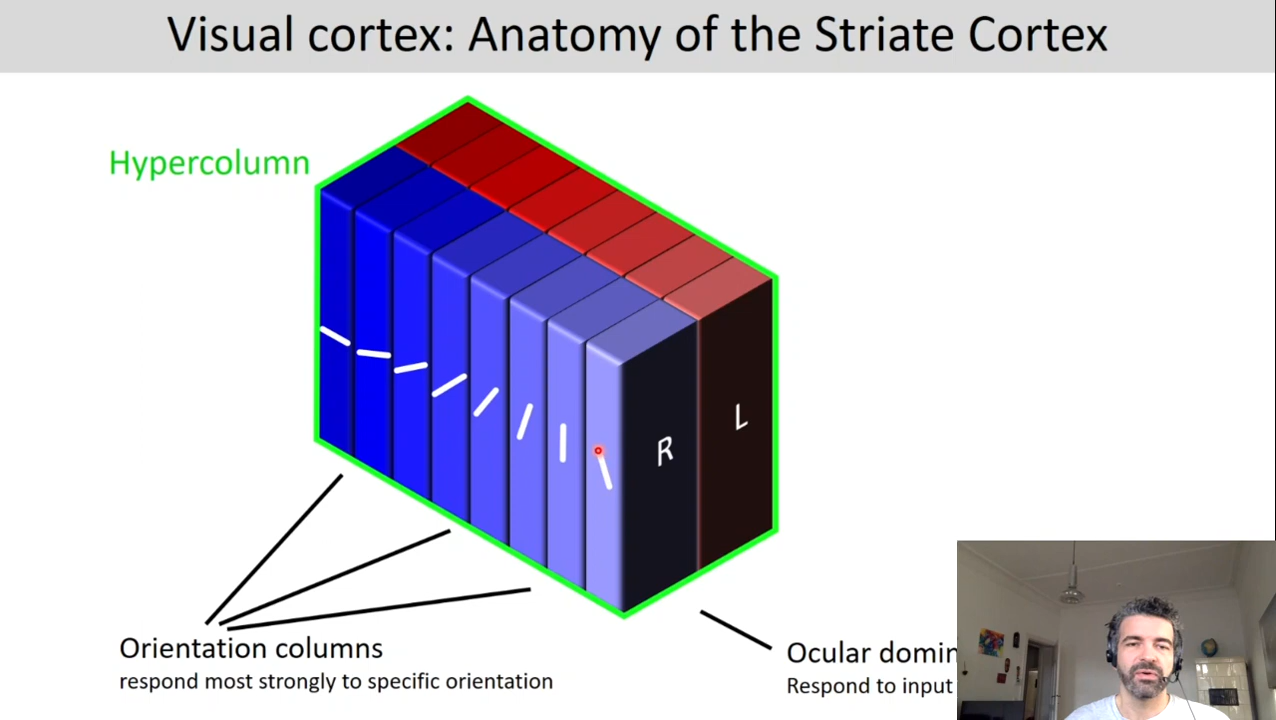 Visual cortex: Anatomy of the Striate Cortex
Hypercolumn
R
L
Orientation columns
respond most strongly to specific orientation
Ocular
Respond to input